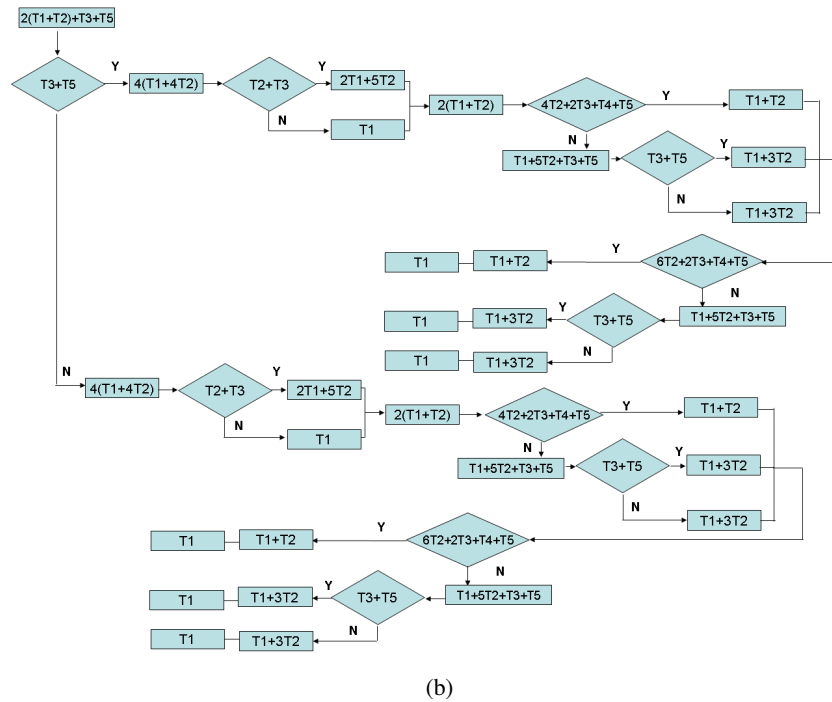 2(T1+T2)+T3+T5
T3+T5
Y
4(T1+4T2)
T2+T3
Y
2T1+5T2
N
T1
2(T1+T2)
4T2+2T3+T4+T5
Y
T1+T2
N
T1+5T2+T3+T5
T3+T5
Y
T1+3T2
N
T1+3T2
6T2+2T3+T4+T5
Y
T1+T2
T1
N
T1+5T2+T3+T5
T3+T5
Y
T1+3T2
T1
N
T1+3T2
T1
N
4(T1+4T2)
T2+T3
Y
2T1+5T2
N
T1
2(T1+T2)
4T2+2T3+T4+T5
Y
T1+T2
N
T1+5T2+T3+T5
T3+T5
Y
T1+3T2
N
T1+3T2
6T2+2T3+T4+T5
Y
T1+T2
T1
N
T1+5T2+T3+T5
T3+T5
Y
T1+3T2
T1
N
T1+3T2
T1
(b)